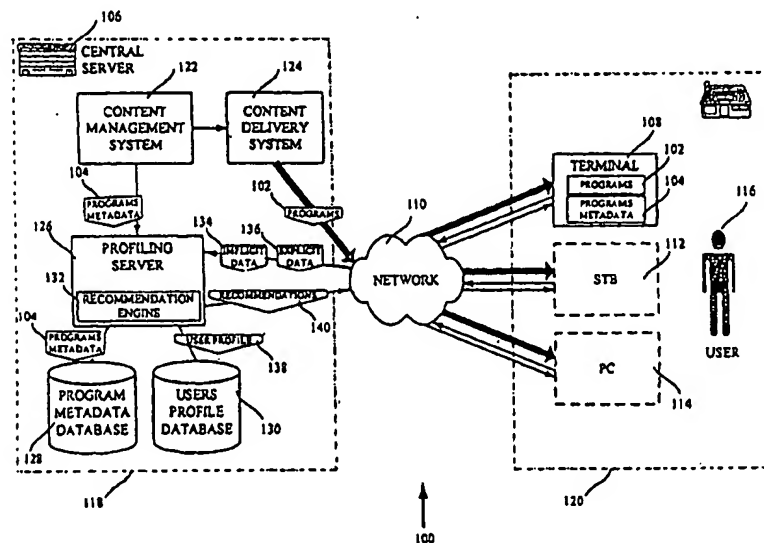 106
CENTRAL
SERVER
122
124
CONTENT
MANAGEMENT
SYSTEM
CONTENT
DELIVERY
SYSTEM
104
PROGRAMS
METADATA
102
PROGRAMS
126
134
136
IMPLICIT
DATA
EXPLICIT
DATA
PROFILING
SERVER
132
RECOMMENDATION
ENGINE
RECOMMENDATIONS
140
104
PROGRAMS
METADATA
USER PROFILE
138
PROGRAM
METADATA
DATABASE
128
USERS
PROFILE
DATABASE
130
118
110
NETWORK
108
TERMINAL
102
PROGRAMS
104
PROGRAMS
METADATA
116
112
STB
USER
PC
114
120
100